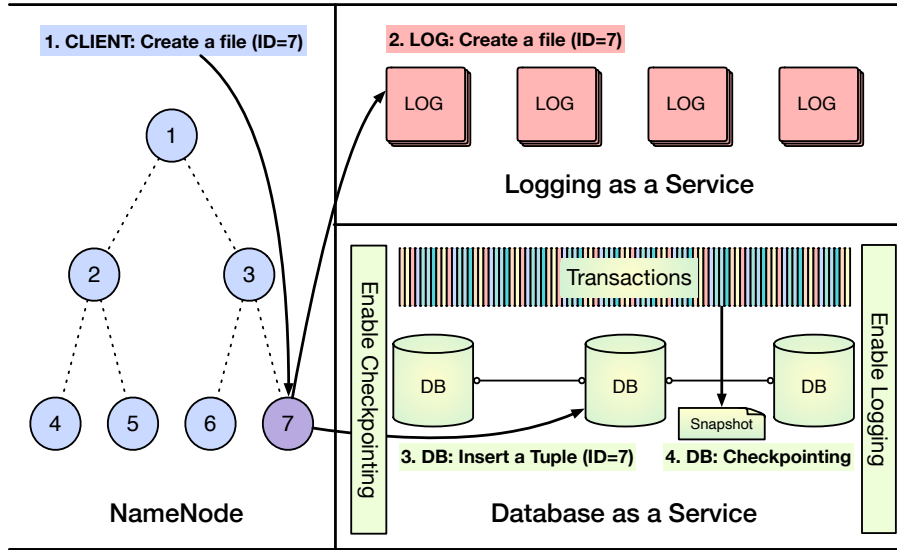 1. CLIENT: Create a file (ID=7)
1
2
3
4
5
6
7
NameNode
2. LOG: Create a file (ID=7)
LOG
LOG
LOG
LOG
Logging as a Service
Enable Checkpointing
Transactions
DB
DB
DB
Snapshot
3. DB: Insert a Tuple (ID=7)
4. DB: Checkpointing
Enable Logging
Database as a Service